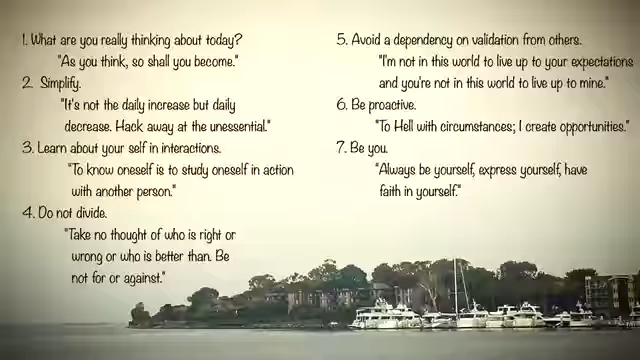 1. What are you really thinking about today?
"As you think, so shall you become."
2. Simplify.
"It's not the daily increase but daily
decrease. Hack away at the unessential."
3. Learn about your self in interactions.
"To know oneself is to study oneself in action
with another person."
4. Do not divide.
"Take no thought of who is right or
wrong or who is better than. Be
not for or against."
5. Avoid a dependency on validation from others.
"I'm not in this world to live up to your expectations
and you're not in this world to live up to mine."
6. Be proactive.
"To Hell with circumstances; I create opportunities."
7. Be you.
"Always be yourself, express yourself, have
faith in yourself."